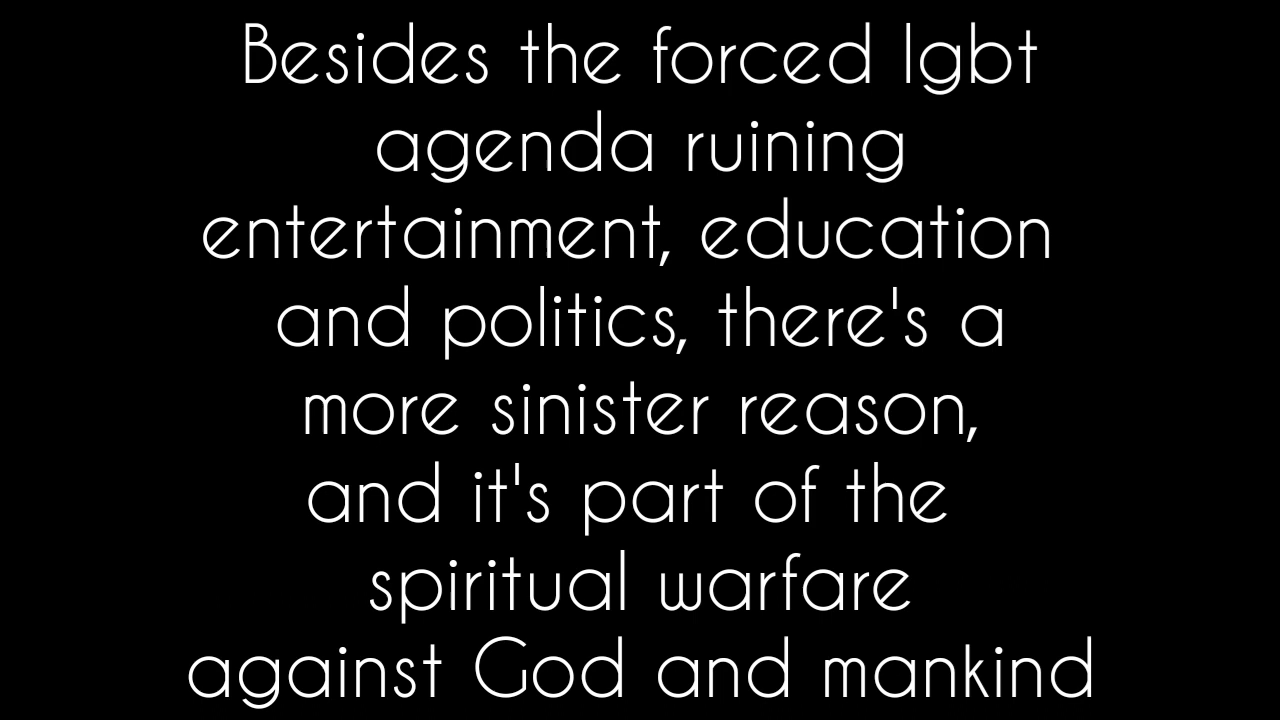 Besides the forced lgbt
agenda ruining
entertainment, education
and politics, there's a
more sinister reason,
and it's part of the
spiritual warfare
against God and mankind